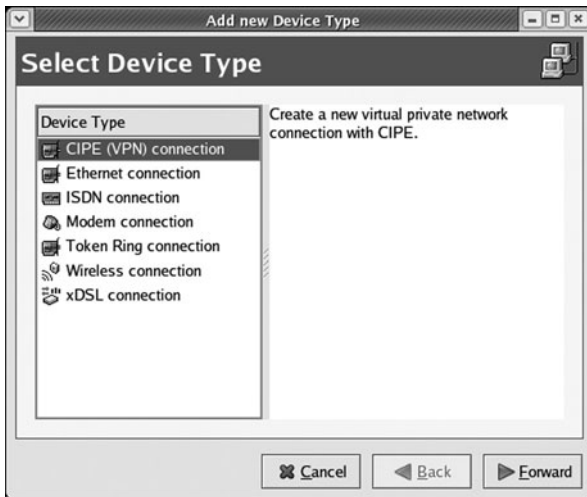 Add new Device Type
Select Device Type
Device Type
CIPE (VPN) connection
Ethernet connection
ISDN connection
Modem connection
Token Ring connection
Wireless connection
xDSL connection
Create a new virtual private network
connection with CIPE.
Cancel
Back
Forward